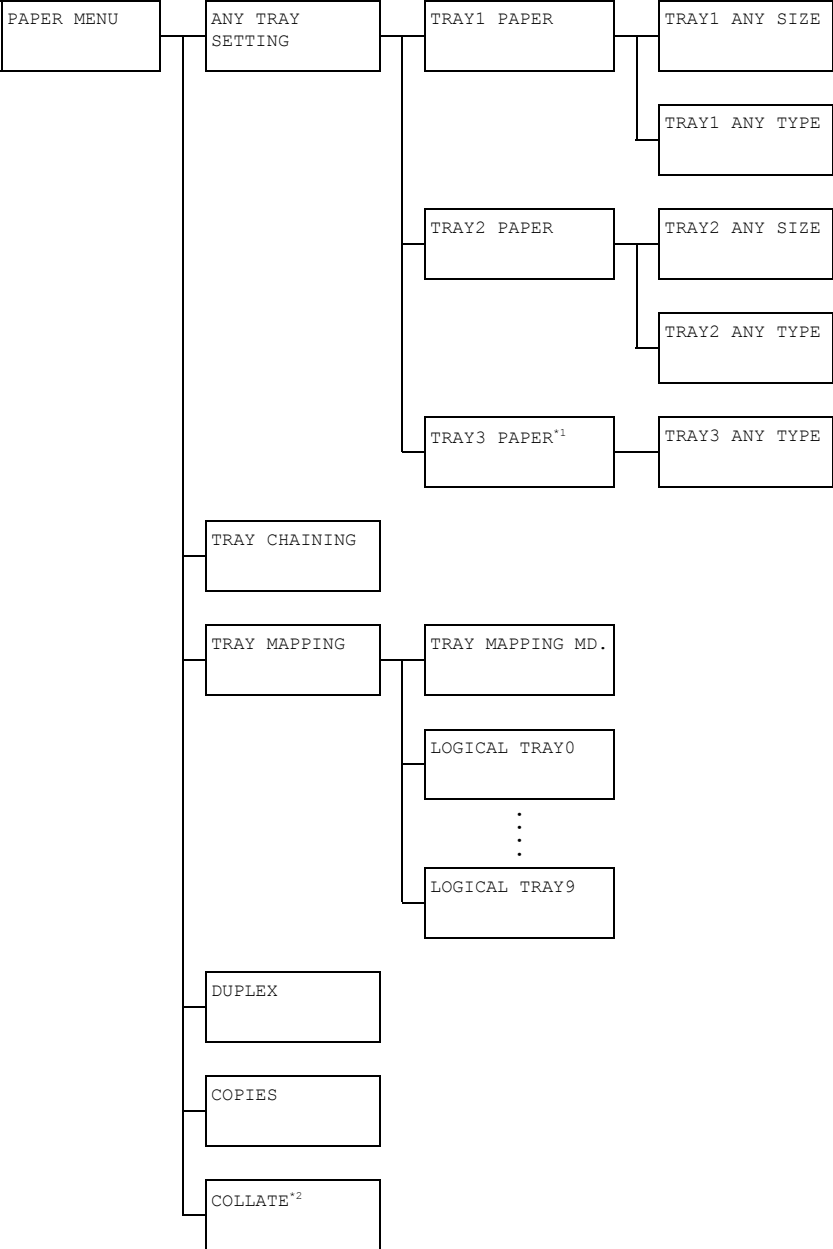 PAPER MENU
ANY TRAY
SETTING
TRAY1 PAPER
TRAY1 ANY SIZE
TRAY1 ANY TYPE
TRAY2 PAPER
TRAY2 ANY SIZE
TRAY2 ANY TYPE
TRAY3 PAPER*1
TRAY3 ANY TYPE
TRAY CHAINING
TRAY MAPPING
TRAY MAPPING MD.
LOGICAL TRAY0
LOGICAL TRAY9
DUPLEX
COPIES
COLLATE*2